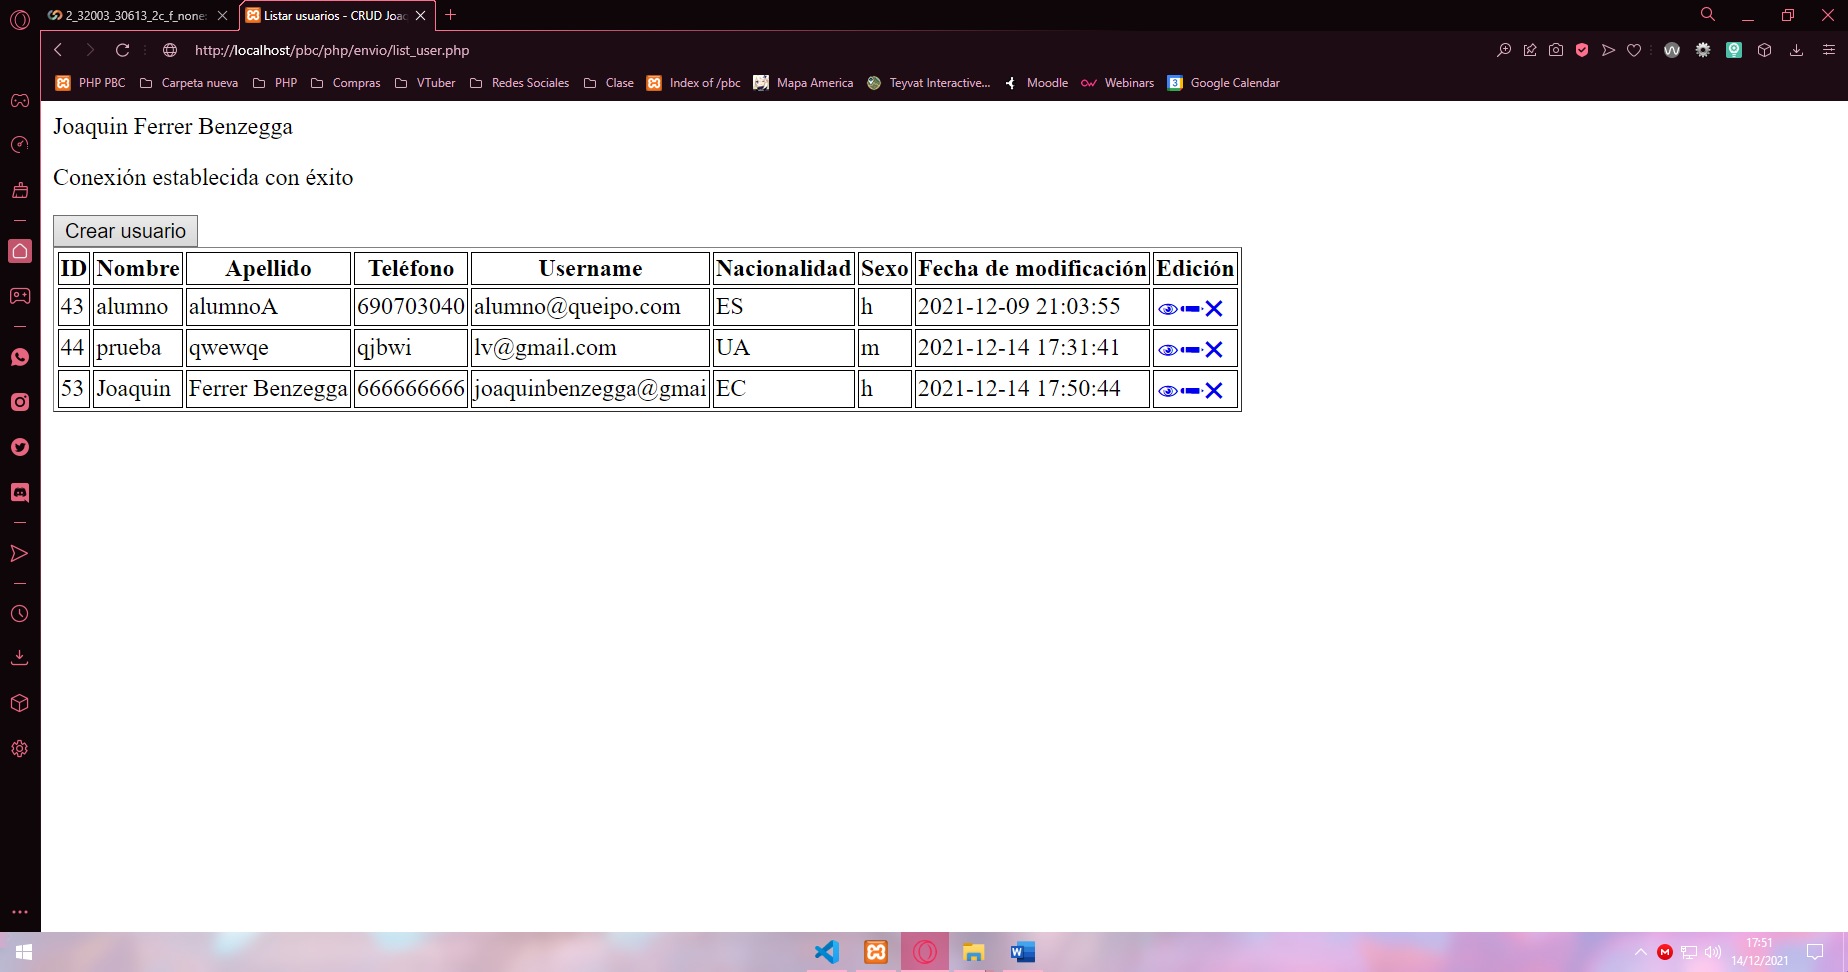 2_32003_30613_2c_f_none:
Listar usuarios - CRUD Joaq
http://localhost/pbc/php/envio/list_user.php
PHP PBC Carpeta nueva PHP Compras VTuber Redes Sociales Clase Index of /pbc Mapa America Teyvat Interactive... Moodle Webinars 3 Google Calendar
Joaquin Ferrer Benzegga
Conexión establecida con éxito
Crear usuario
ID Nombre Apellido Teléfono Username Nacionalidad Sexo Fecha de modificación Edición
43 alumno alumnoA 690703040 alumno@queipo.com ES h 2021-12-09 21:03:55
44 prueba qwewqe qjbwi lv@gmail.com UA m 2021-12-14 17:31:41
53 Joaquin Ferrer Benzegga 666666666 joaquinbenzegga@gmai EC h 2021-12-14 17:50:44
17:51
14/12/2021